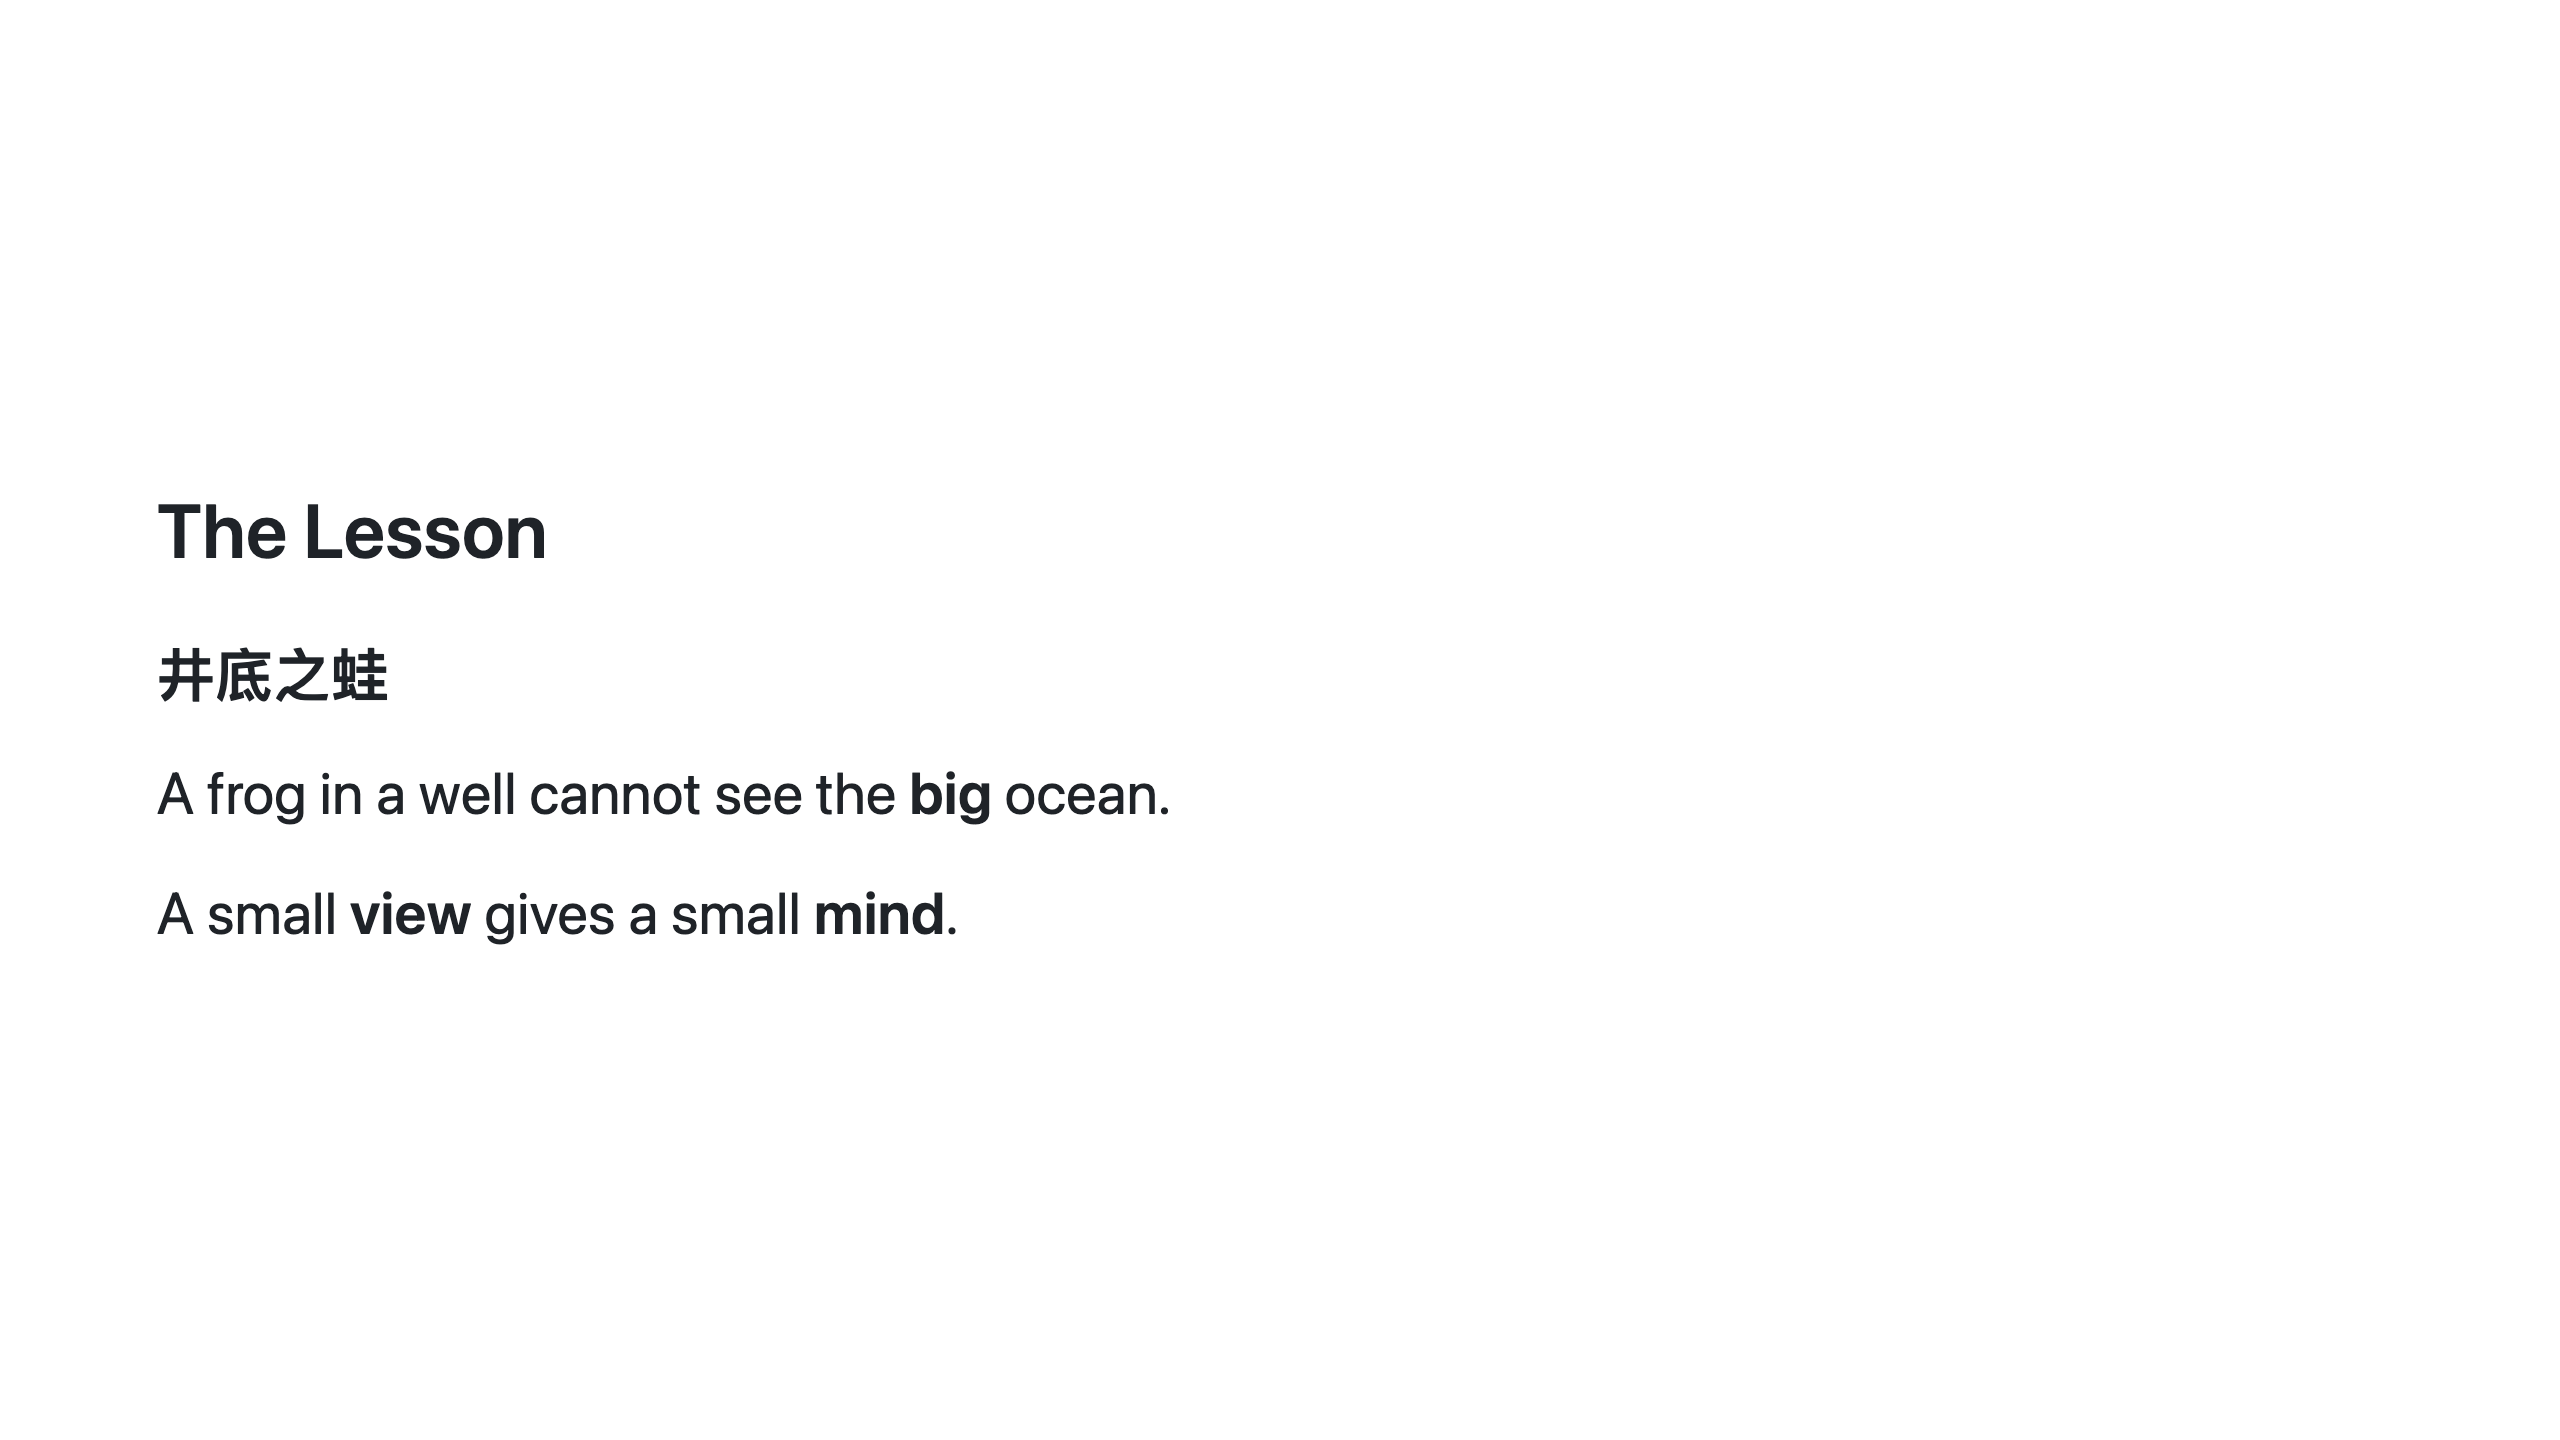 The Lesson
井底之蛙
A frog in a well cannot see the big ocean.
A small view gives a small mind.